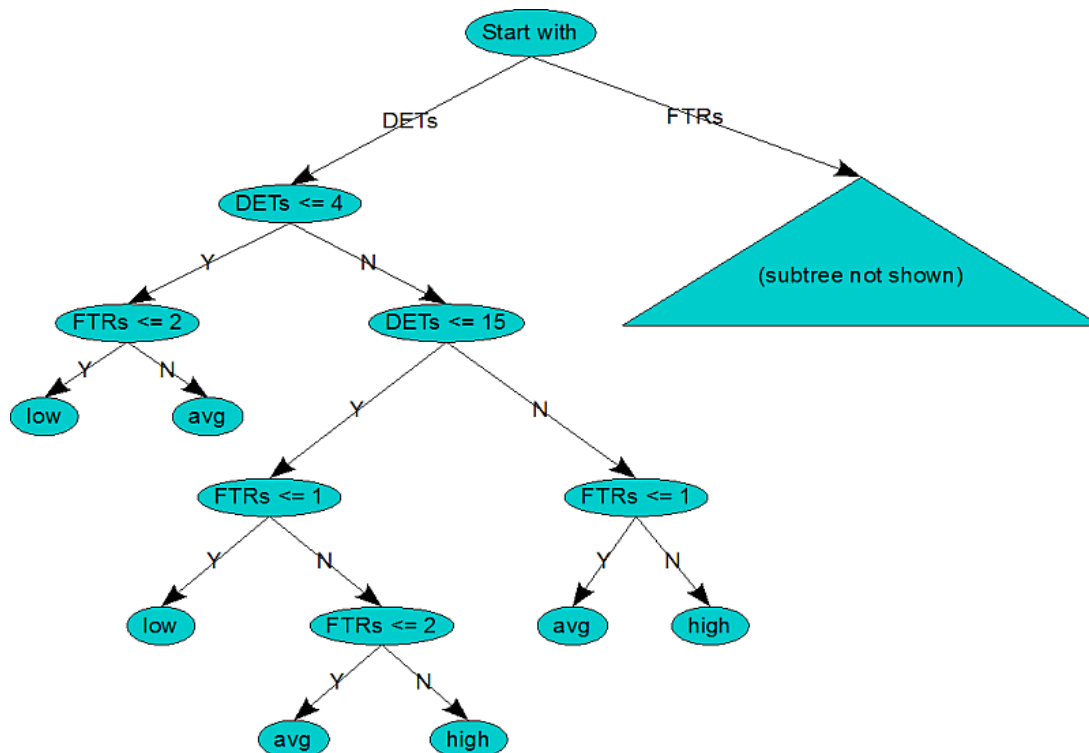 Start with
DETs
FTRs
DETs <= 4
(subtree not shown)
Y
N
FTRs <= 2
DETs <= 15
Y
N
Y
N
low
avg
FTRs <= 1
FTRs <= 1
Y
N
Y
N
low
FTRs <= 2
avg
high
Y
N
avg
high